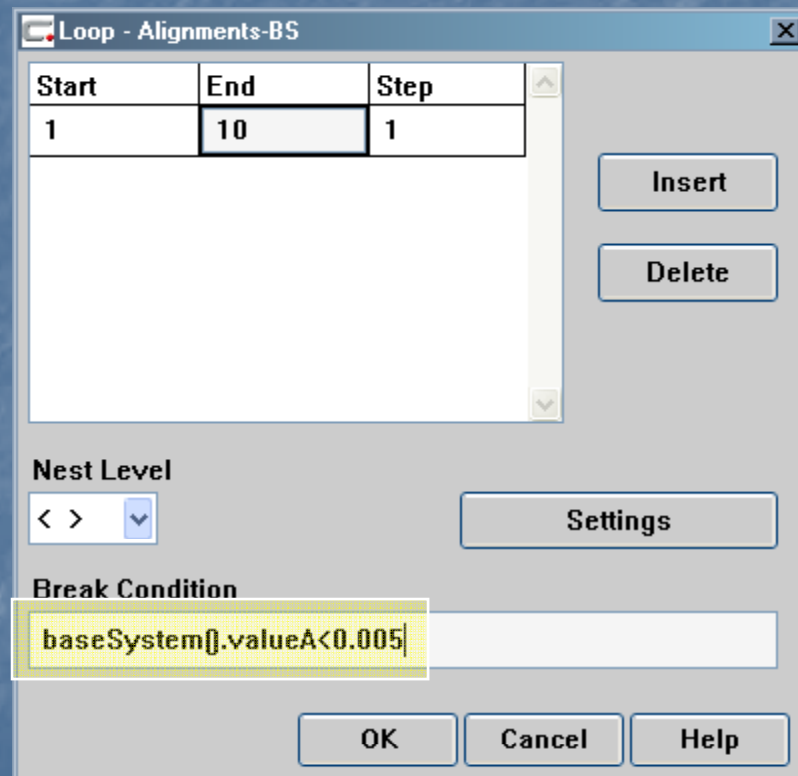 Loop - Alignments-BS
Start End Step
1 10 1
Insert
Delete
Nest Level
< >
Settings
Break Condition
baseSystem().valueA<0.005
OK Cancel Help